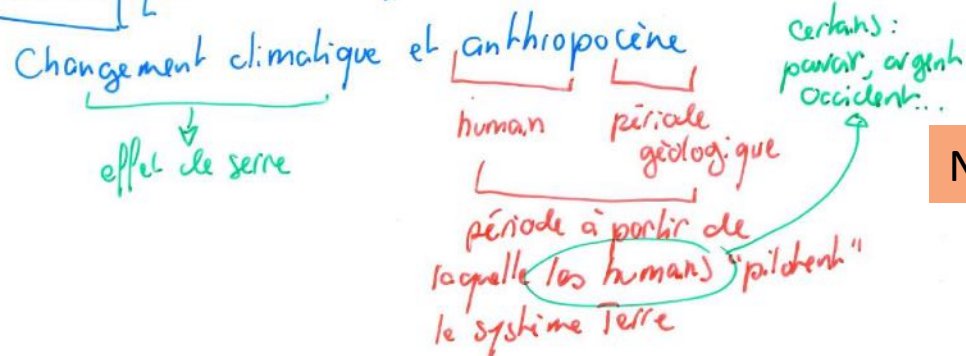 Changement climatique et anthropocène
effet de serre
humain
période
géologique
période à partir de
laquelle les humains "pilotent"
le système Terre
certains :
pouvoir, argent
Occident...
N